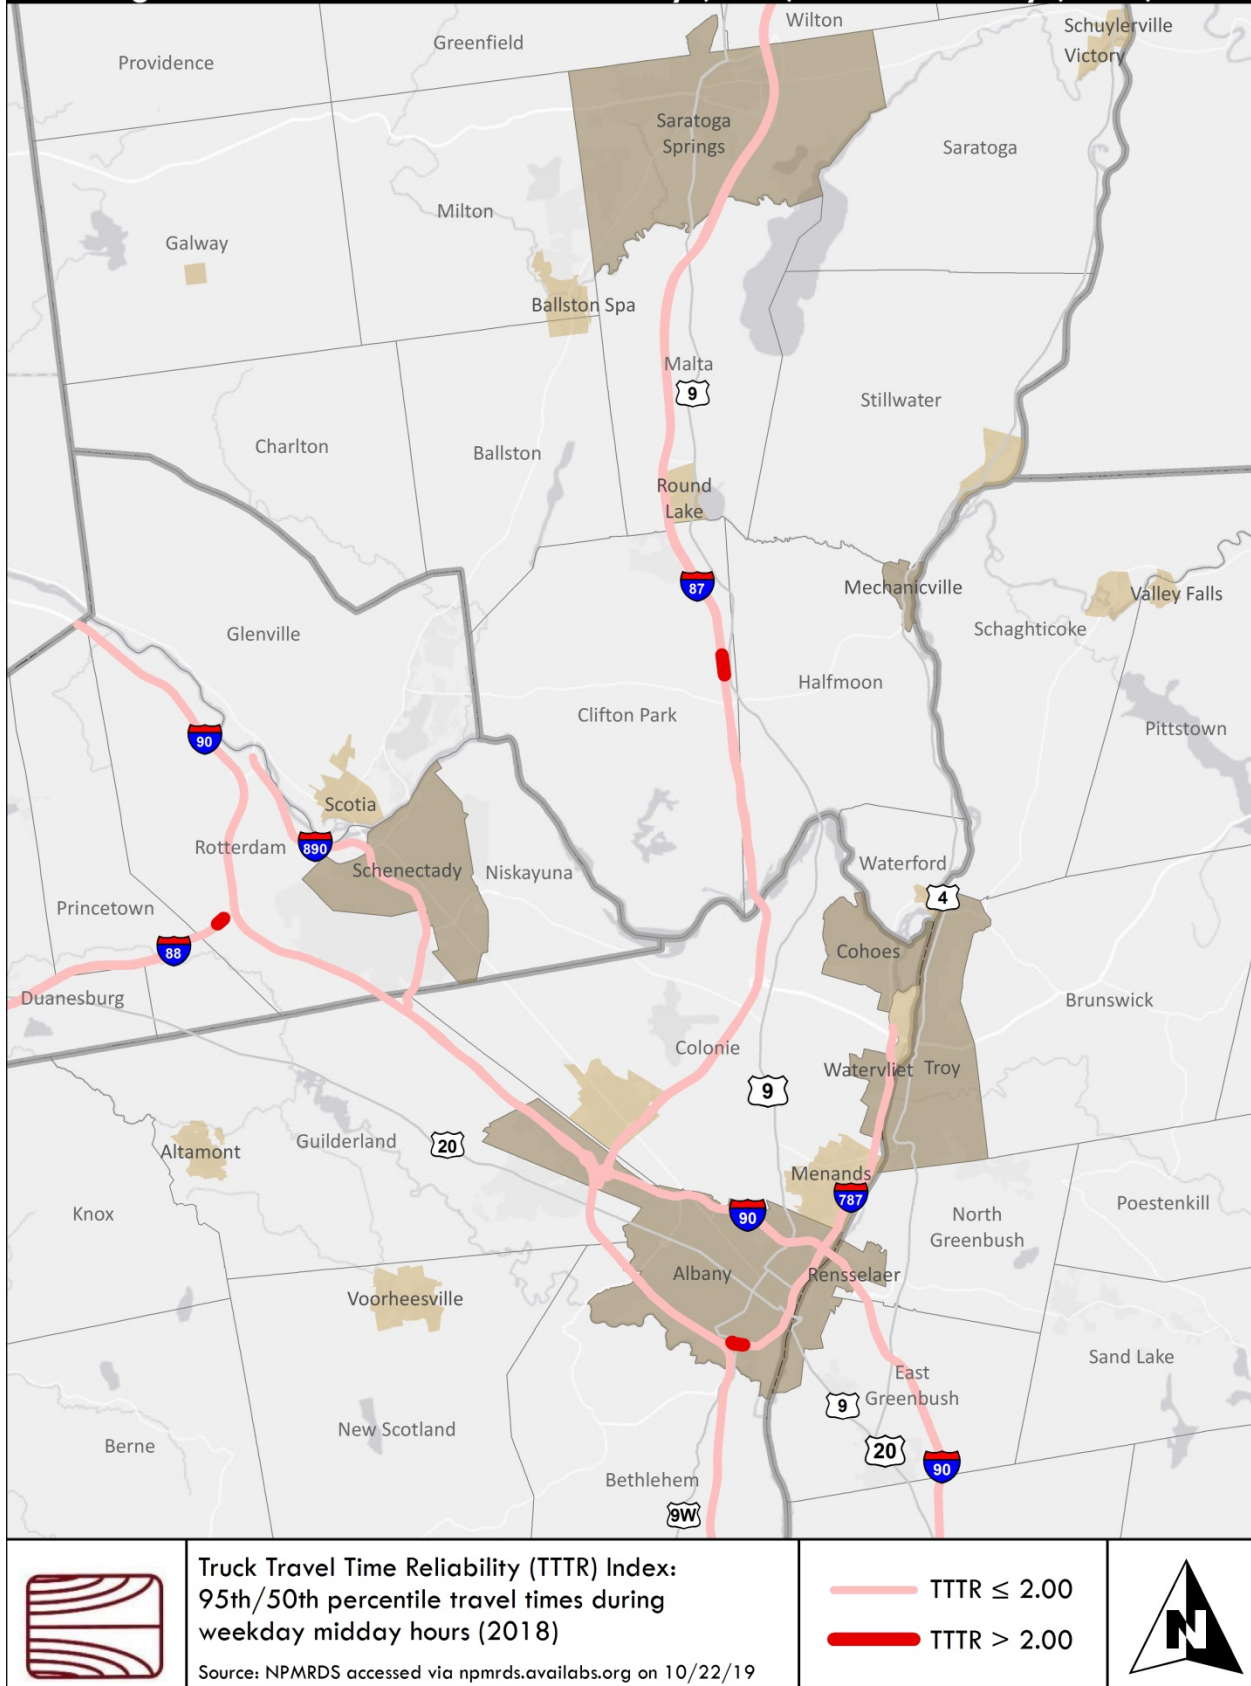 Wilton
Schuylerville
Greenfield
Victory
Providence
Saratoga
Springs
Saratoga
Milton
Galway
Ballston Spa
Malta
9
Stillwater
Charlton
Ballston
Round
Lake
87
Mechanicville
Valley Falls
Schaghticoke
Glenville
Halfmoon
Clifton Park
Pittstown
90
Scotia
Rotterdam
890
Schenectady
Niskayuna
Waterford
4
Princetown
88
Cohoes
Duanesburg
Brunswick
Colonie
Watervliet
Troy
9
Guilderland
20
Altamont
Menands
787
Knox
90
North
Greenbush
Poestenkill
Albany
Rensselaer
Voorheesville
Sand Lake
East
Greenbush
9
New Scotland
20
Berne
90
Bethlehem
9W
Truck Travel Time Reliability (TTTR) Index:
95th/50th percentile travel times during
weekday midday hours (2018)
Source: NPMRDS accessed via npmrds.availabs.org on 10/22/19
TTTR ≤ 2.00
TTTR > 2.00
N